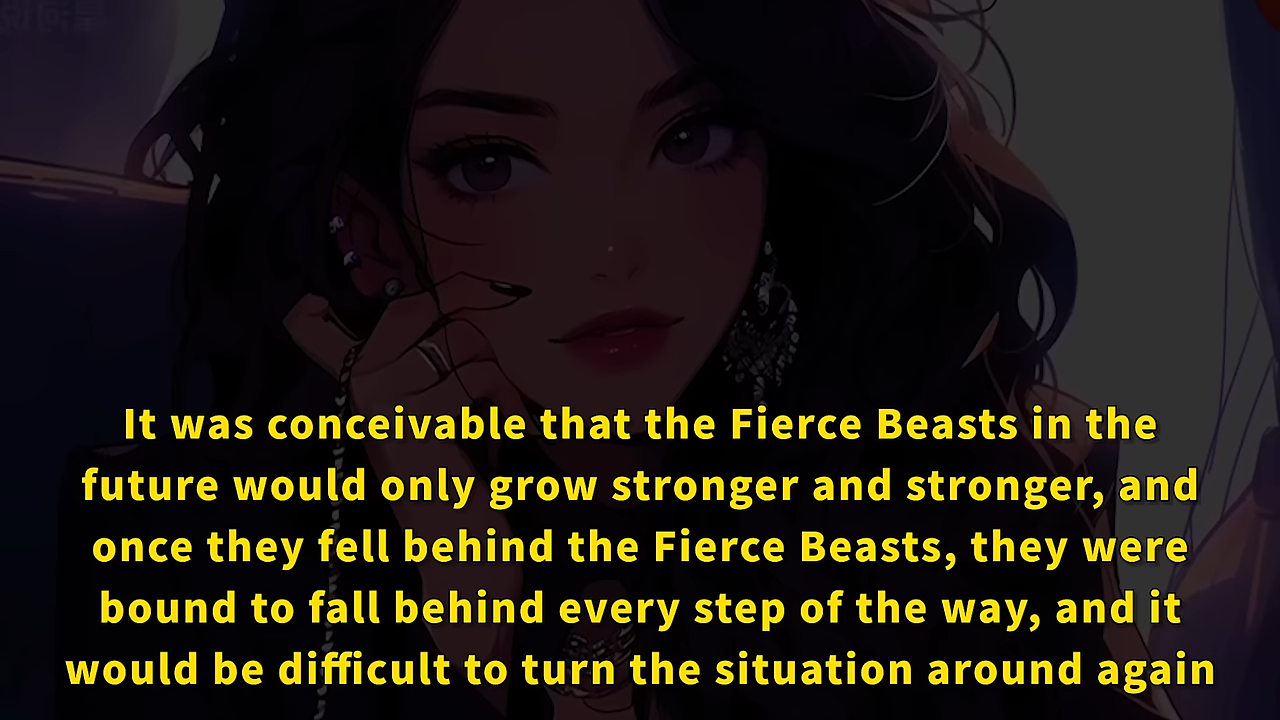 It was conceivable that the Fierce Beasts in the
future would only grow stronger and stronger, and
once they fell behind the Fierce Beasts, they were
bound to fall behind every step of the way, and it
would be difficult to turn the situation around again